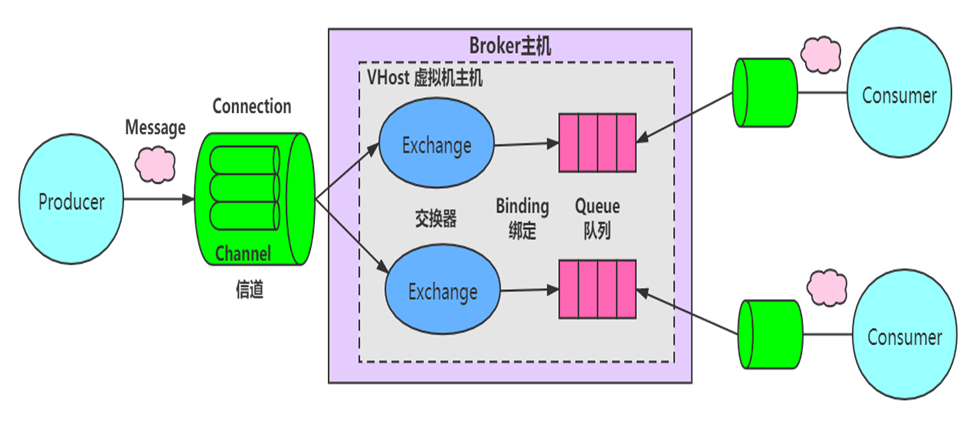 Broker主机
VHost 虚拟机主机
Connection
Message
Producer
Channel
信道
Exchange
交换器
Exchange
Binding
绑定
Queue
队列
Consumer
Consumer